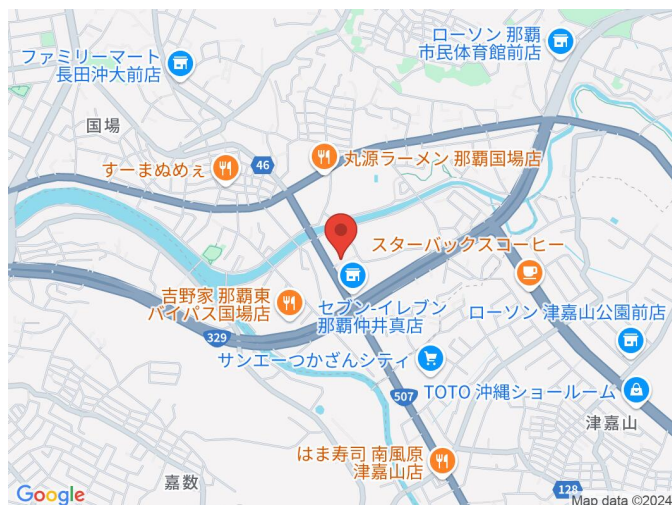 ローソン 那覇
市民体育館前店
ファミリーマート
長田沖大前店
国場
すーまぬめぇ
46
丸源ラーメン 那覇国場店
スターバックスコーヒー
吉野家 那覇東
バイパス国場店
セブン-イレブン
那覇仲井真店
ローソン 津嘉山公園前店
329
サンエーつかざんシティ
507
TOTO 沖縄ショールーム
津嘉山
はま寿司 南風原
津嘉山店
嘉数
128
Google
Map data ©2024